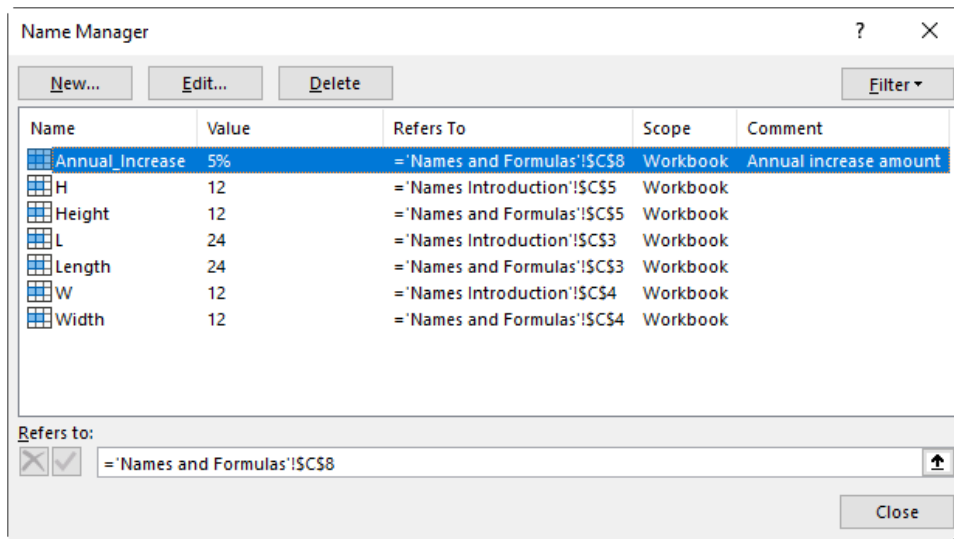 Name Manager ?
New... Edit... Delete Filter
Name Value Refers To Scope Comment
Annual_Increase 5% ='Names and Formulas'!$C$8 Workbook Annual increase amount
H 12 ='Names Introduction'!$C$5 Workbook
Height 12 ='Names and Formulas'!$C$5 Workbook
L 24 ='Names Introduction'!$C$3 Workbook
Length 24 ='Names and Formulas'!$C$3 Workbook
W 12 ='Names Introduction'!$C$4 Workbook
Width 12 ='Names and Formulas'!$C$4 Workbook
Refers to:
='Names and Formulas'!$C$8
Close